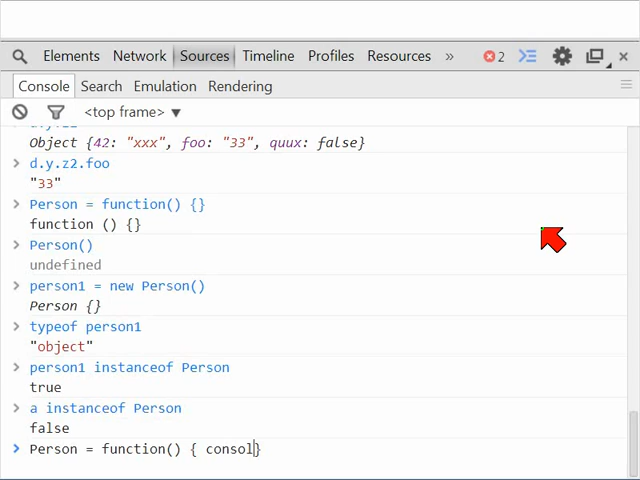 Elements Network Sources Timeline Profiles Resources » 2
Console Search Emulation Rendering
<top frame> ▼
Object {42: "xxx", foo: "33", quux: false}
> d.y.z2.foo
"33"
> Person = function() {}
function () {}
> Person()
undefined
> person1 = new Person()
Person {}
> typeof person1
"object"
> person1 instanceof Person
true
> a instanceof Person
false
> Person = function() { consol}